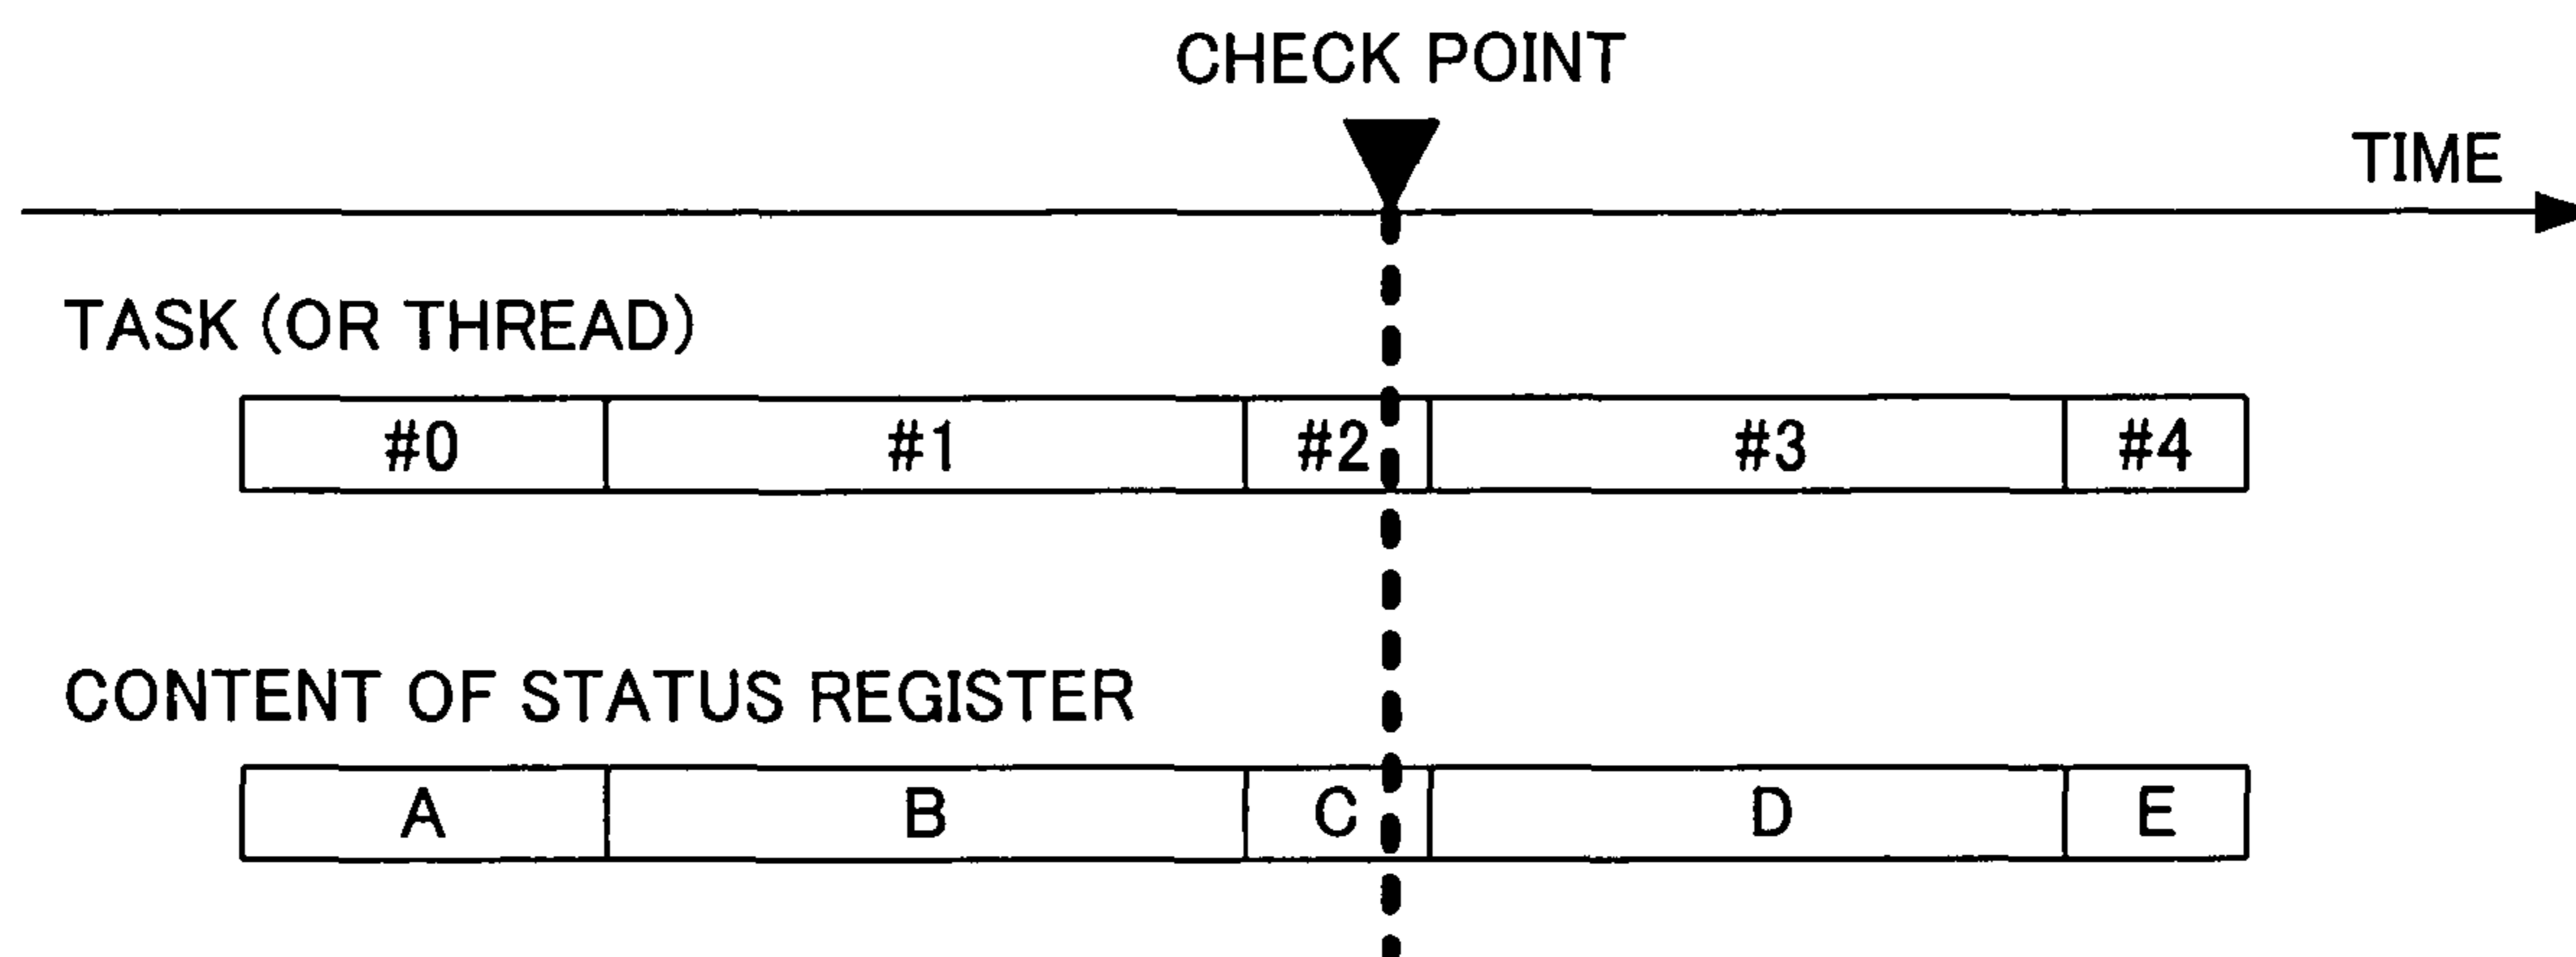 CHECK POINT
TIME
TASK (OR THREAD)
#0 #1 #2 #3 #4
CONTENT OF STATUS REGISTER
A B C D E